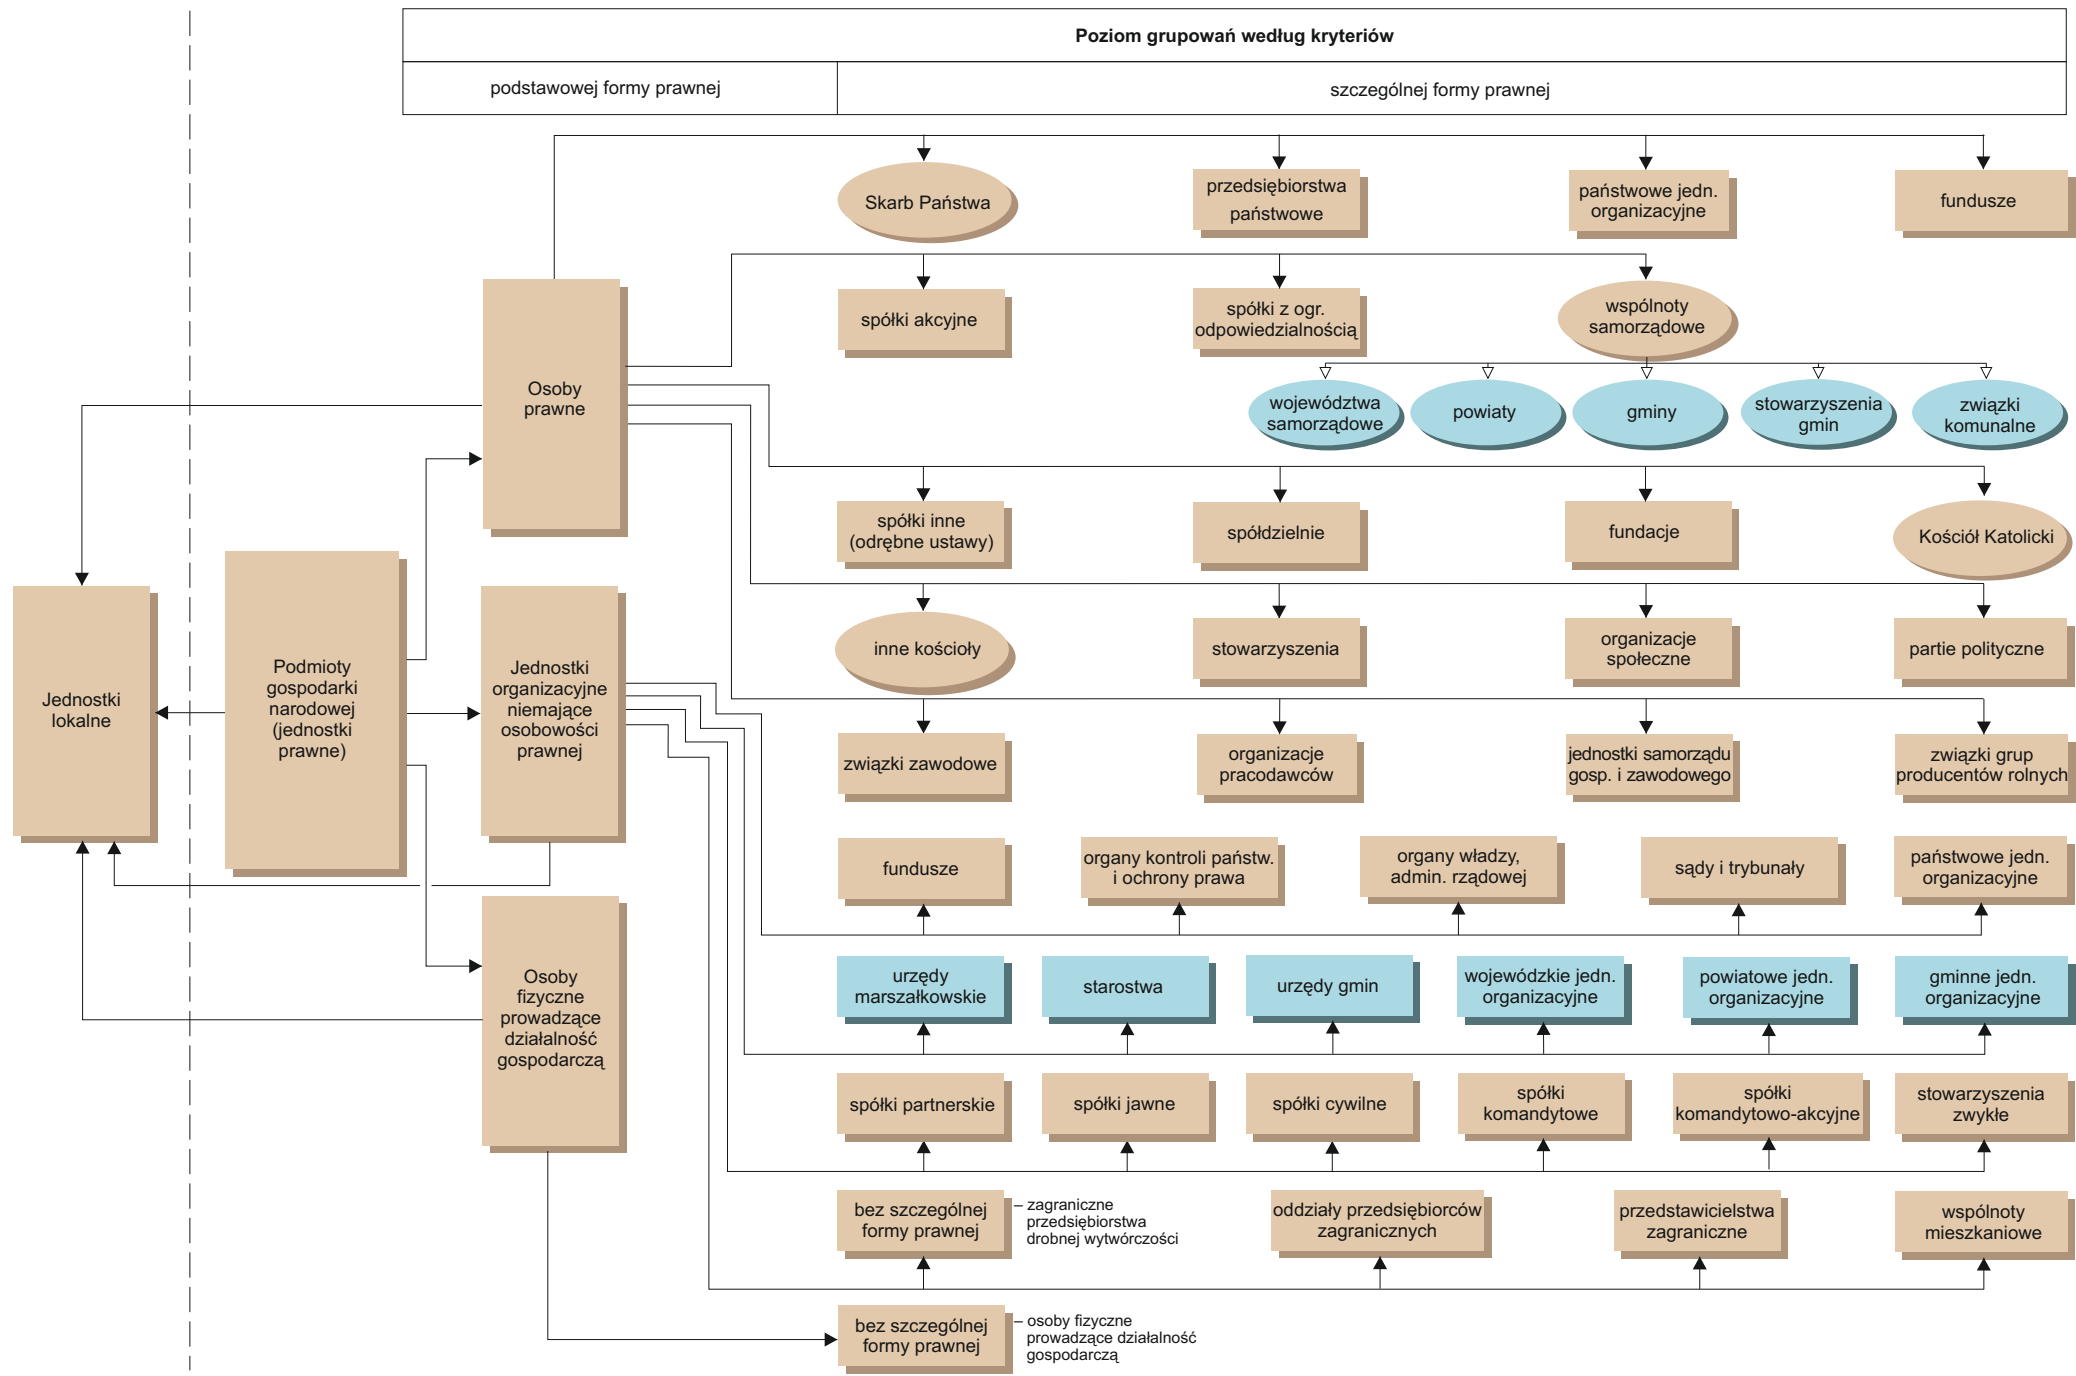 Poziom grupowań według kryteriów
podstawowej formy prawnej
szczególnej formy prawnej
Skarb Państwa
przedsiębiorstwa
państwowe
państwowe jedn.
organizacyjne
fundusze
spółki akcyjne
spółki z ogr.
odpowiedzialnością
wspólnoty
samorządowe
Osoby
prawne
województwa
samorządowe
powiaty
gminy
stowarzyszenia
gmin
związki
komunalne
spółki inne
(odrębne ustawy)
spółdzielnie
fundacje
Kościół Katolicki
inne kościoły
stowarzyszenia
organizacje
społeczne
partie polityczne
Jednostki
lokalne
Podmioty
gospodarki
narodowej
(jednostki
prawne)
Jednostki
organizacyjne
niemające
osobowości
prawnej
związki zawodowe
organizacje
pracodawców
jednostki samorządu
gosp. i zawodowego
związki grup
producentów rolnych
fundusze
organy kontroli państw.
i ochrony prawa
organy władzy,
admin. rządowej
sądy i trybunały
państwowe jedn.
organizacyjne
Osoby
fizyczne
prowadzące
działalność
gospodarczą
urzędy
marszałkowskie
starostwa
urzędy gmin
wojewódzkie jedn.
organizacyjne
powiatowe jedn.
organizacyjne
gminne jedn.
organizacyjne
spółki partnerskie
spółki jawne
spółki cywilne
spółki
komandytowe
spółki
komandytowo-akcyjne
stowarzyszenia
zwykłe
bez szczególnej
formy prawnej
– zagraniczne
przedsiębiorstwa
drobnej wytwórczości
oddziały przedsiębiorców
zagranicznych
przedstawicielstwa
zagraniczne
wspólnoty
mieszkaniowe
bez szczególnej
formy prawnej
– osoby fizyczne
prowadzące działalność
gospodarczą